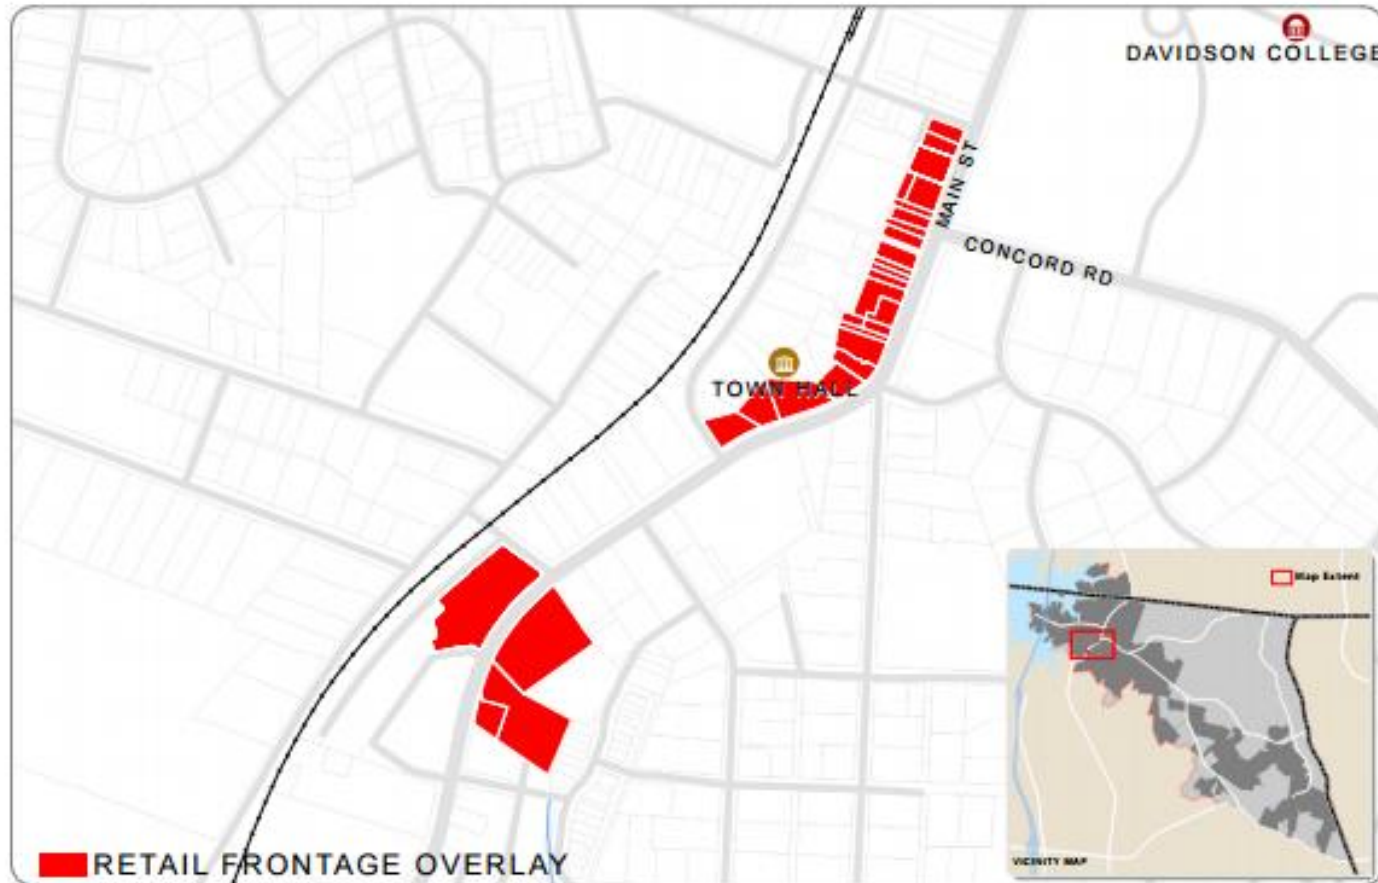 DAVIDSON COLLEGE
MAIN ST
CONCORD RD
TOWN HALL
Map Extent
VICINITY MAP
RETAIL FRONTAGE OVERLAY